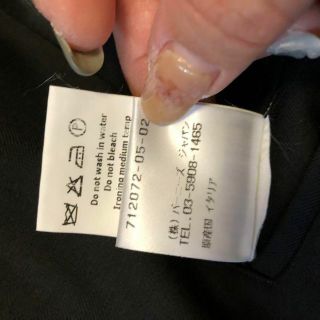 Do not wash in water
Do not bleach
Ironing medium temp
712072-05-02
(株) バーニーズ ジャパン
TEL.03-5908-1465
原産国 イタリア